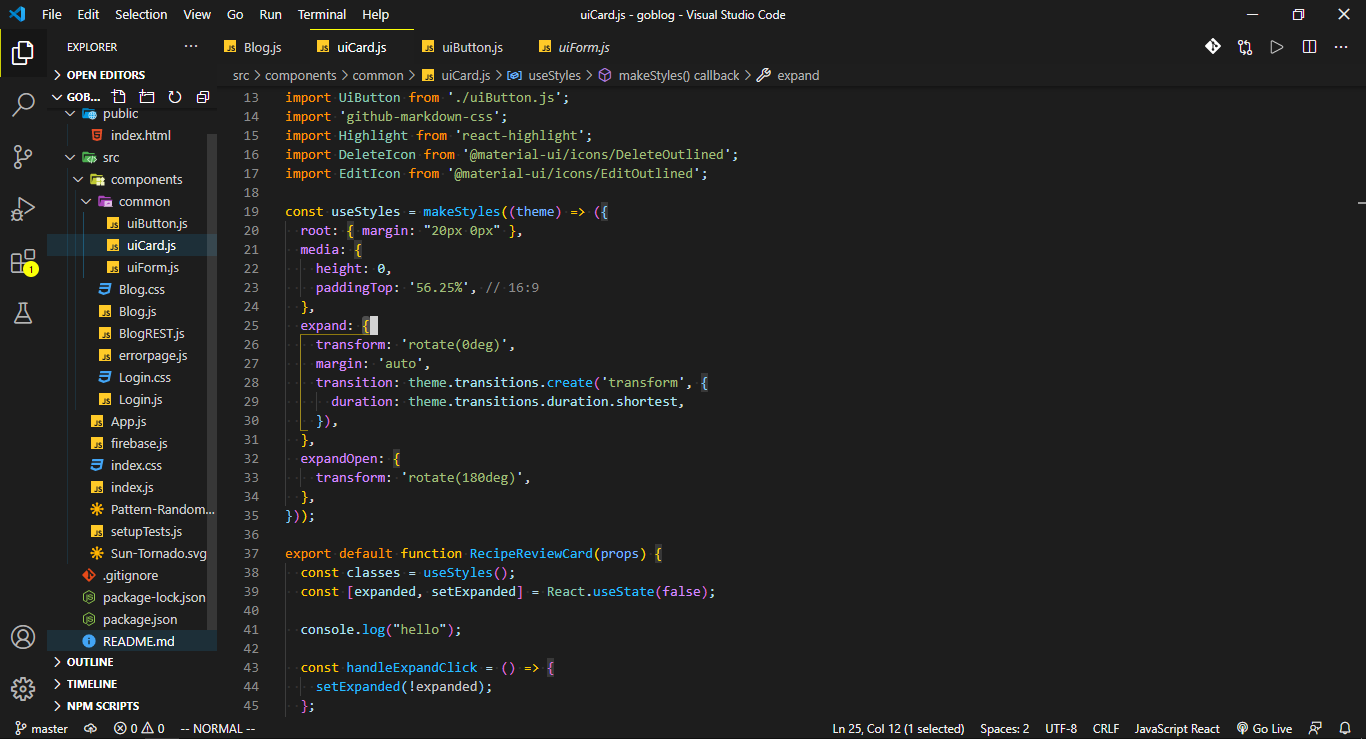 File Edit Selection View Go Run Terminal Help uiCard.js - goblog - Visual Studio Code
EXPLORER
OPEN EDITORS
GOB...
public
index.html
src
components
common
uiButton.js
uiCard.js
uiForm.js
Blog.css
Blog.js
BlogREST.js
errorpage.js
Login.css
Login.js
App.js
firebase.js
index.css
index.js
Pattern-Random...
setupTests.js
Sun-Tornado.svg
.gitignore
package-lock.json
package.json
README.md
OUTLINE
TIMELINE
NPM SCRIPTS
1
JS Blog.js JS uiCard.js JS uiButton.js JS uiForm.js
src > components > common > JS uiCard.js > useStyles > makeStyles() callback > expand
13 import UiButton from './uiButton.js';
14 import 'github-markdown-css';
15 import Highlight from 'react-highlight';
16 import DeleteIcon from '@material-ui/icons/DeleteOutlined';
17 import EditIcon from '@material-ui/icons/EditOutlined';
18
19 const useStyles = makeStyles((theme) => ({
20   root: { margin: "20px 0px" },
21   media: {
22     height: 0,
23     paddingTop: '56.25%', // 16:9
24   },
25   expand: {
26     transform: 'rotate(0deg)',
27     margin: 'auto',
28     transition: theme.transitions.create('transform', {
29       duration: theme.transitions.duration.shortest,
30     }),
31   },
32   expandOpen: {
33     transform: 'rotate(180deg)',
34   },
35 }));
36
37 export default function RecipeReviewCard(props) {
38   const classes = useStyles();
39   const [expanded, setExpanded] = React.useState(false);
40
41   console.log("hello");
42
43   const handleExpandClick = () => {
44     setExpanded(!expanded);
45   };
master 0 0 -- NORMAL -- Ln 25, Col 12 (1 selected) Spaces: 2 UTF-8 CRLF JavaScript React Go Live